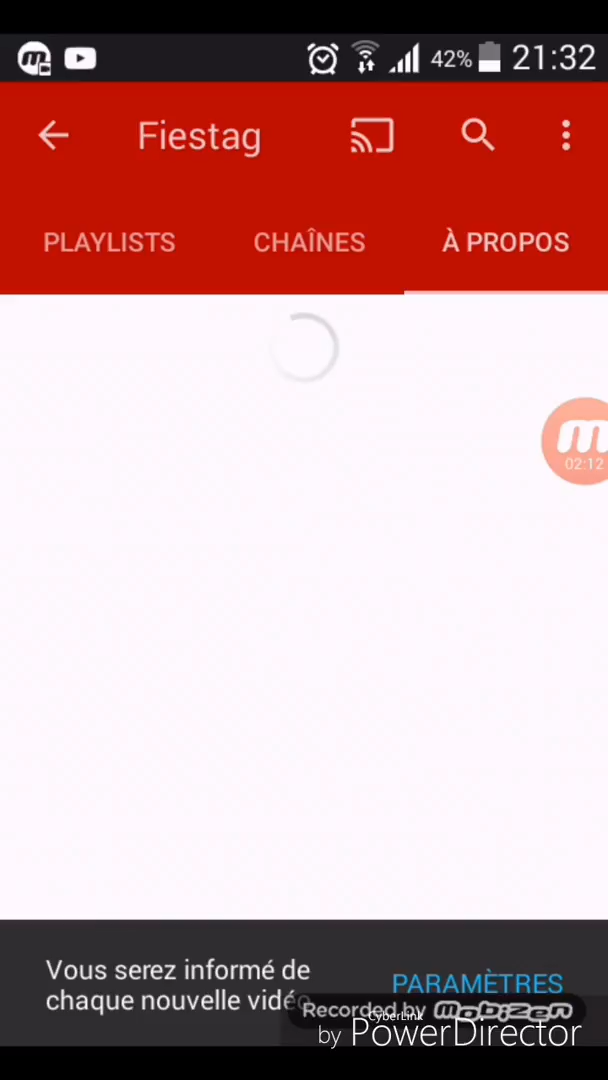 42% 21:32
Fiestag
PLAYLISTS CHAÎNES À PROPOS
m
02:12
Vous serez informé de
chaque nouvelle vidéo
PARAMÈTRES
Recorded by mobizen
CyberLink
by PowerDirector